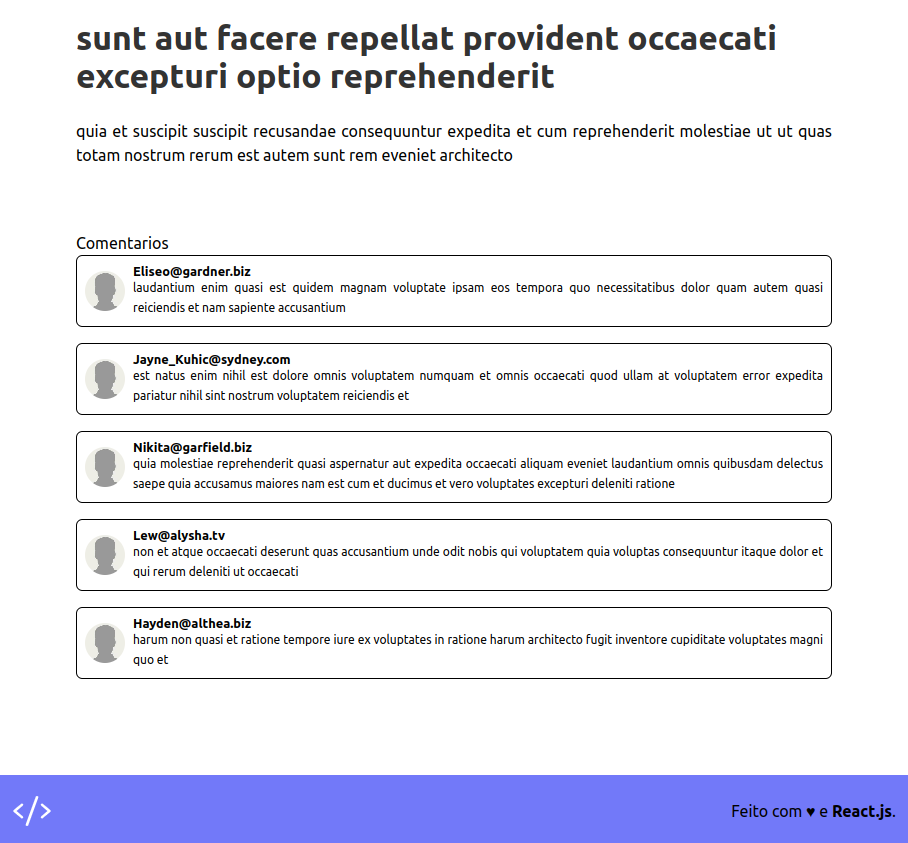 sunt aut facere repellat provident occaecati
excepturi optio reprehenderit
quia et suscipit suscipit recusandae consequuntur expedita et cum reprehenderit molestiae ut ut quas
totam nostrum rerum est autem sunt rem eveniet architecto
Comentarios
Eliseo@gardner.biz
laudantium enim quasi est quidem magnam voluptate ipsam eos tempora quo necessitatibus dolor quam autem quasi
reiciendis et nam sapiente accusantium
Jayne_Kuhic@sydney.com
est natus enim nihil est dolore omnis voluptatem numquam et omnis occaecati quod ullam at voluptatem error expedita
pariatur nihil sint nostrum voluptatem reiciendis et
Nikita@garfield.biz
quia molestiae reprehenderit quasi aspernatur aut expedita occaecati aliquam eveniet laudantium omnis quibusdam delectus
saepe quia accusamus maiores nam est cum et ducimus et vero voluptates excepturi deleniti ratione
Lew@alysha.tv
non et atque occaecati deserunt quas accusantium unde odit nobis qui voluptatem quia voluptas consequuntur itaque dolor et
qui rerum deleniti ut occaecati
Hayden@althea.biz
harum non quasi et ratione tempore iure ex voluptates in ratione harum architecto fugit inventore cupiditate voluptates magni
quo et
</> Feito com ♥ e React.js.